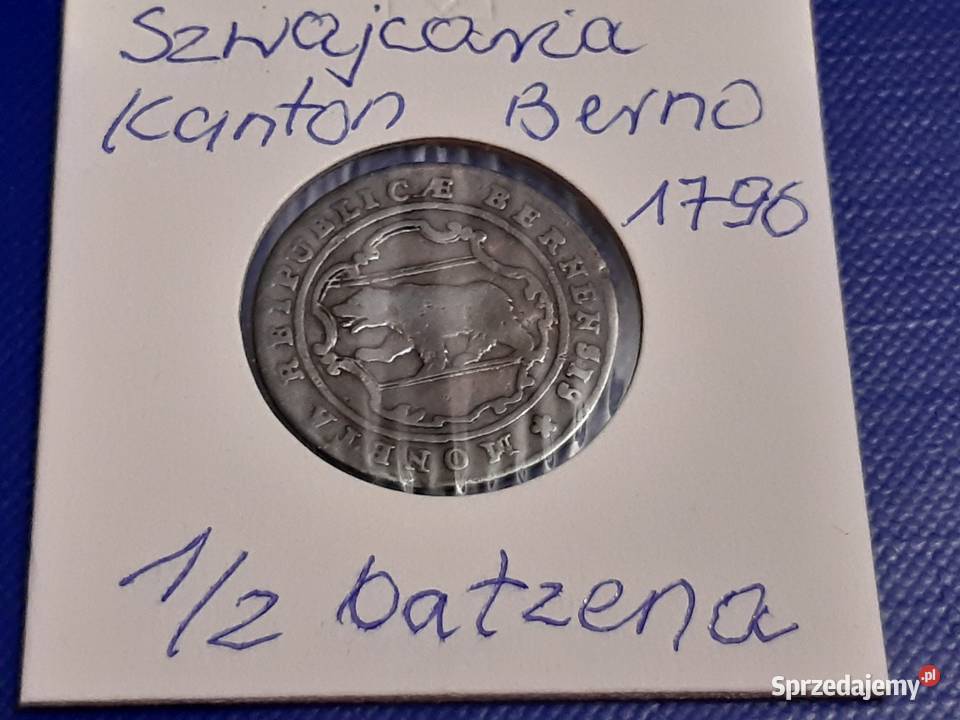 Szwajcaria
Kanton Berno
1796
MONETA REIPUBLICÆ BERNENSIS
1/2 batzena
Sprzedajemy.pl